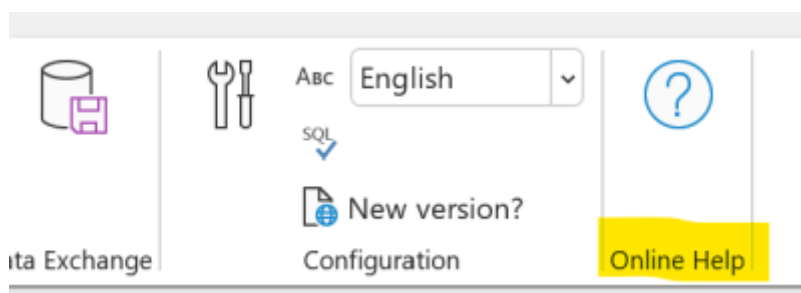 ABC English
SQL
New version?
ata Exchange Configuration Online Help